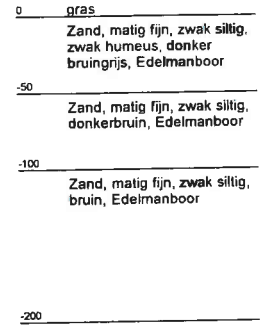 0 gras
Zand, matig fijn, zwak siltig,
zwak humeus, donker
bruingrijs, Edelmanboor
-50
Zand, matig fijn, zwak siltig,
donkerbruin, Edelmanboor
-100
Zand, matig fijn, zwak siltig,
bruin, Edelmanboor
-200